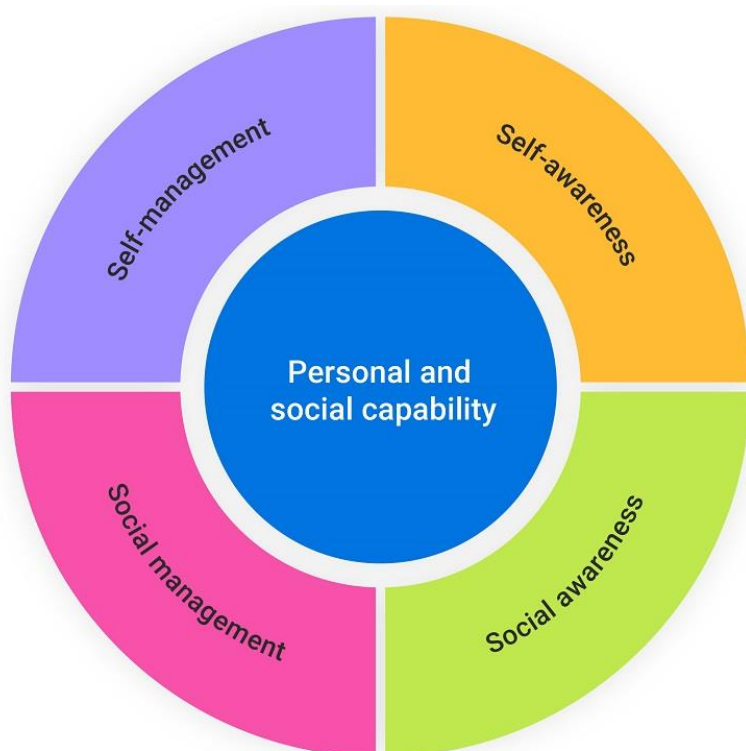 Self-management
Self-awareness
Personal and
social capability
Social management
Social awareness